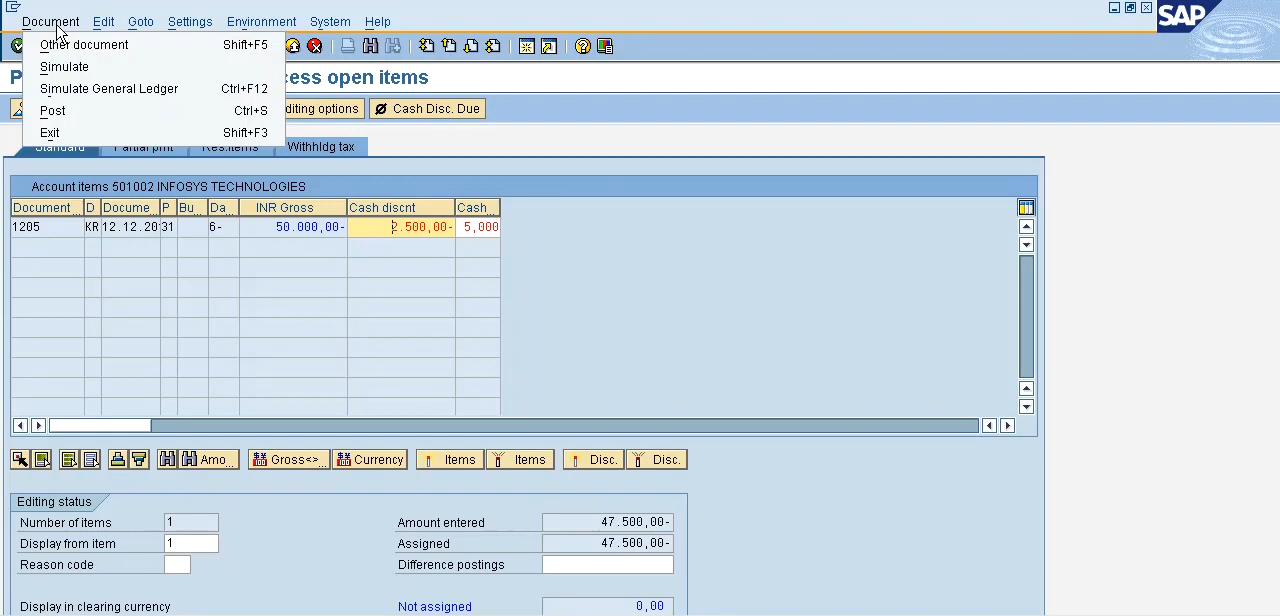 Document Edit Goto Settings Environment System Help
SAP
Other document Shift+F5
Simulate
Simulate General Ledger Ctrl+F12
Post Ctrl+S
Exit Shift+F3
P cess open items
diting options Cash Disc. Due
Standard Partial pmt Res.items Withhldg tax
Account items 501002 INFOSYS TECHNOLOGIES
Document... D Docume... P Bu... Da... INR Gross Cash discnt Cash...
1205 KR 12.12.20 31 6- 50.000,00- 2.500,00- 5,000
Amo... Gross<>... Currency Items Items Disc. Disc.
Editing status
Number of items 1 Amount entered 47.500,00-
Display from item 1 Assigned 47.500,00-
Reason code Difference postings
Display in clearing currency Not assigned 0,00